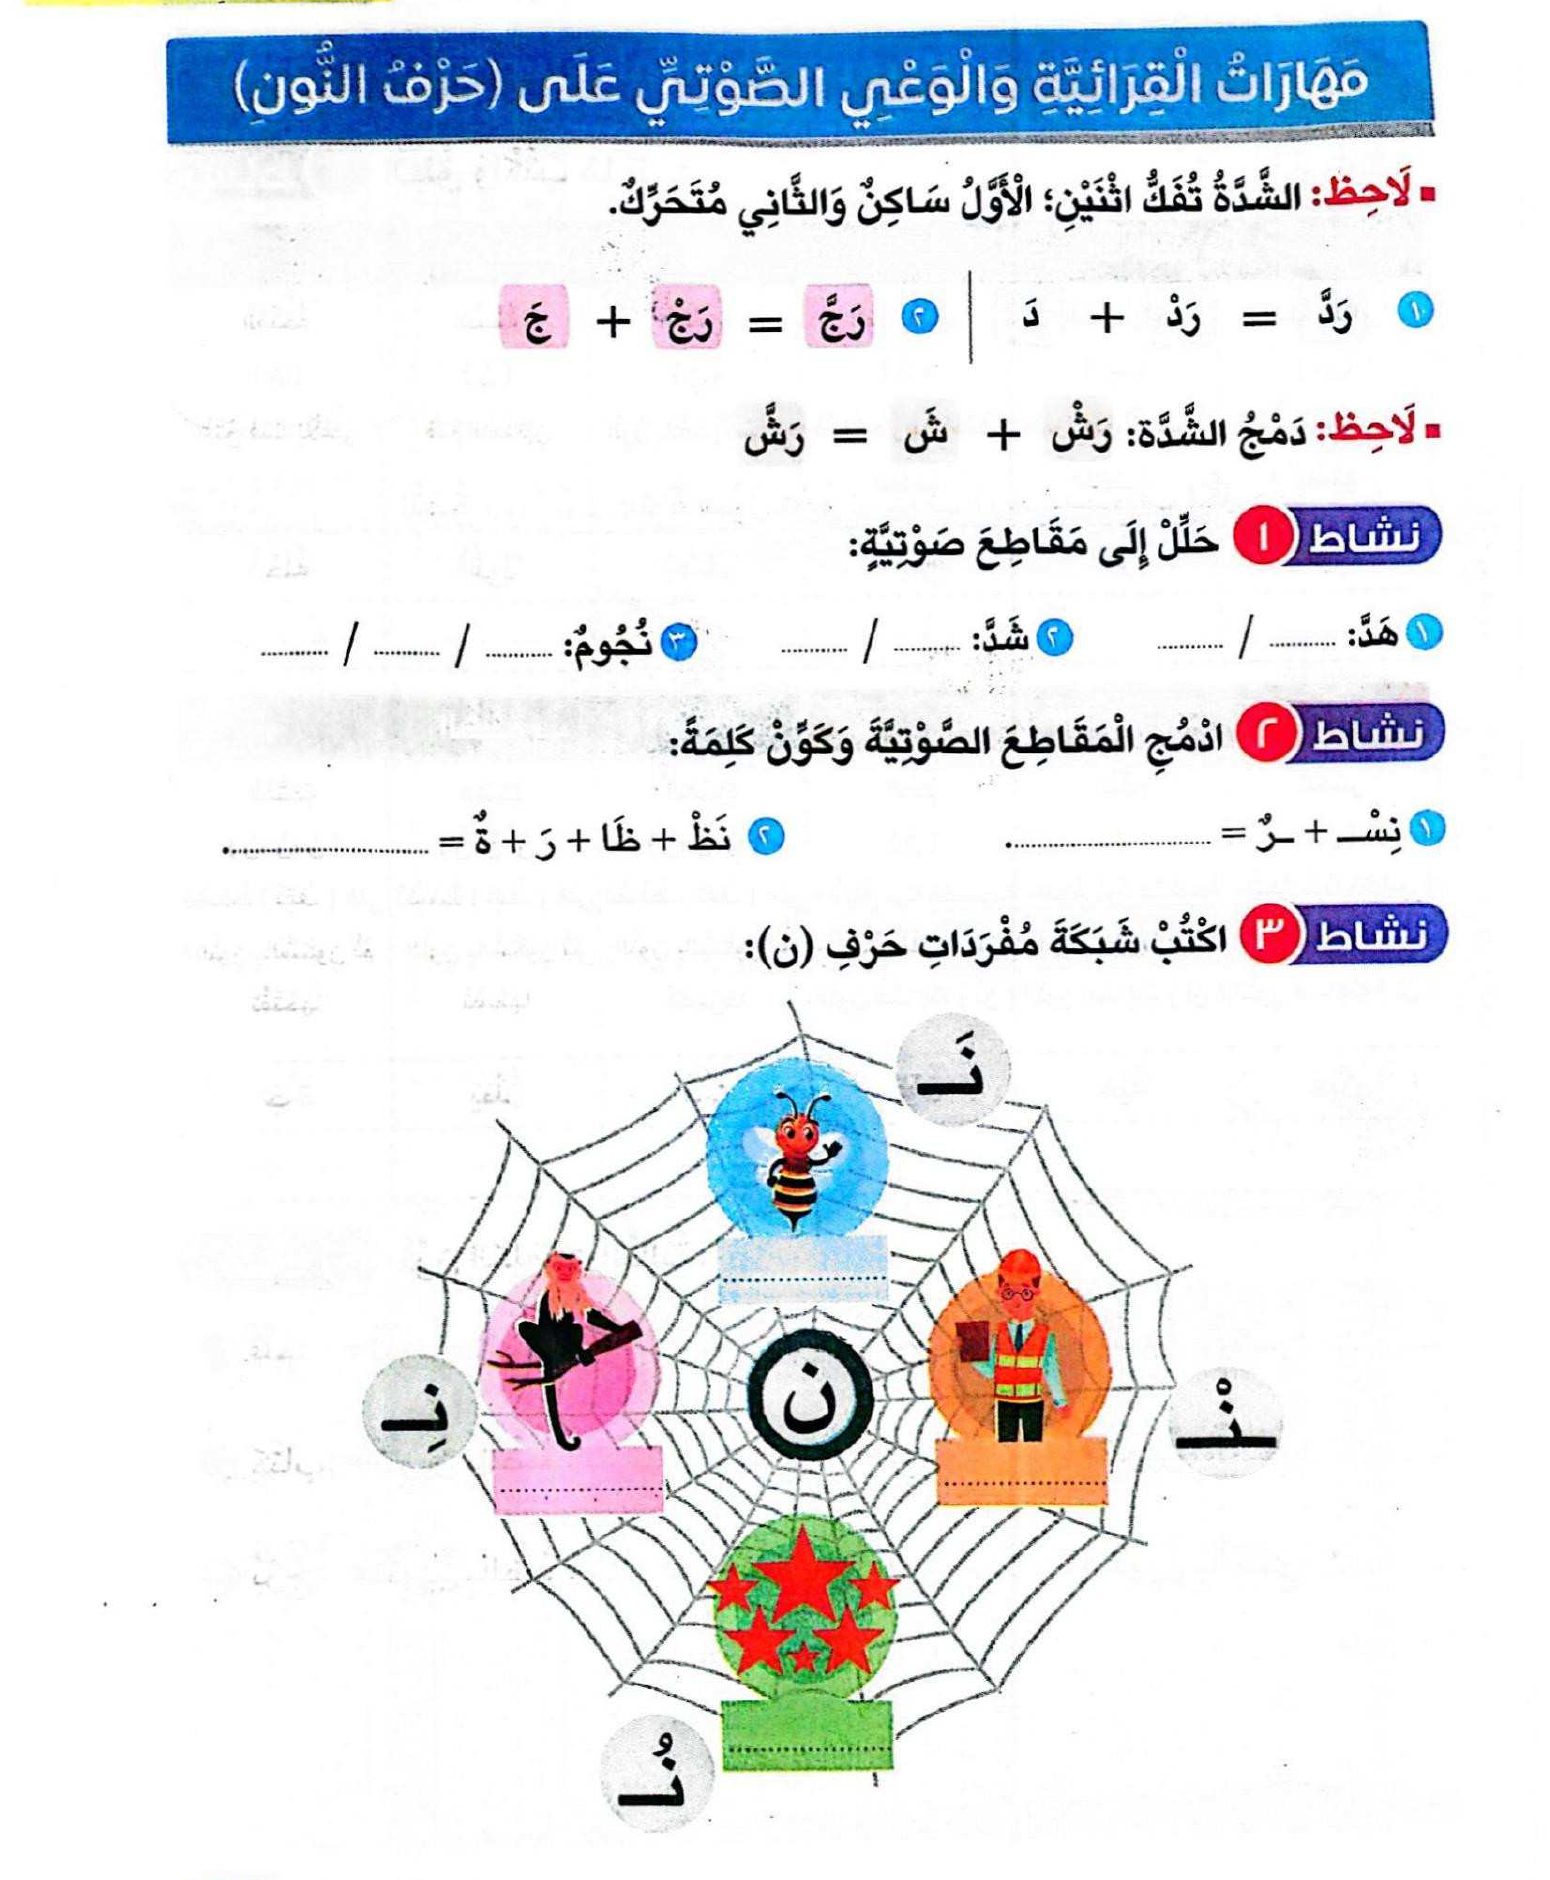 مَهَارَاتُ الْقِرَائِيَّةِ وَالْوَعْيِ الصَّوْتِيِّ عَلَى (حَرْفُ النُّونِ)
▪ لَاحِظْ: الشَّدَّةُ تُفَكُّ اثْنَيْنِ؛ الْأَوَّلُ سَاكِنٌ وَالثَّانِي مُتَحَرِّكٌ.
١ رَدَّ = رَدْ + دَ | ٢ رَجَّ = رَجْ + جَ
▪ لَاحِظْ: دَمْجُ الشَّدَّة: رَشْ + شَ = رَشَّ
نشاط ١ حَلِّلْ إِلَى مَقَاطِعَ صَوْتِيَّةٍ:
١ هَدَّ: .......... / .......... ٢ شَدَّ: .......... / .......... ٣ نُجُومٌ: .......... / .......... / ..........
نشاط ٢ ادْمُجِ الْمَقَاطِعَ الصَّوْتِيَّةَ وَكَوِّنْ كَلِمَةً:
١ نِسْـ + ـرٌ = .............................. ٢ نَظْ + ظَا + رَ + ةٌ = ..............................
نشاط ٣ اكْتُبْ شَبَكَةَ مُفْرَدَاتِ حَرْفِ (ن):
نَـ
ن
ـنْـ
نِـ
نُـ